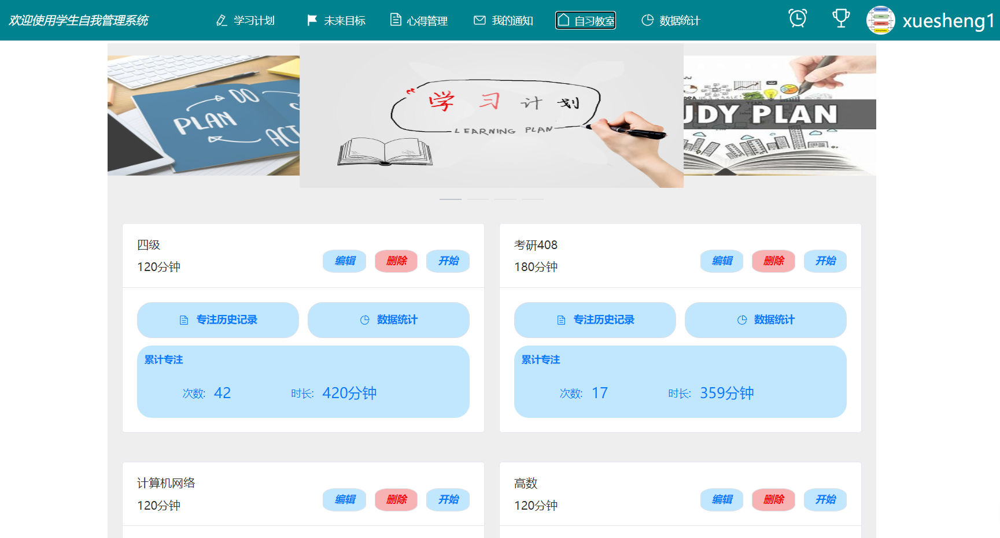 欢迎使用学生自我管理系统
学习计划
未来目标
心得管理
我的通知
自习教室
数据统计
xuesheng1
PLAN
DO
ACT
学习计划
LEARNING PLAN
UDY PLAN
四级
120分钟
编辑
删除
开始
专注历史记录
数据统计
累计专注
次数: 42
时长: 420分钟
考研408
180分钟
编辑
删除
开始
专注历史记录
数据统计
累计专注
次数: 17
时长: 359分钟
计算机网络
120分钟
编辑
删除
开始
高数
120分钟
编辑
删除
开始